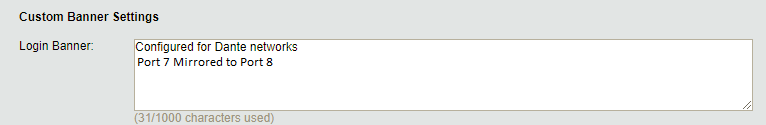 Custom Banner Settings
Login Banner:
Configured for Dante networks
Port 7 Mirrored to Port 8
(31/1000 characters used)